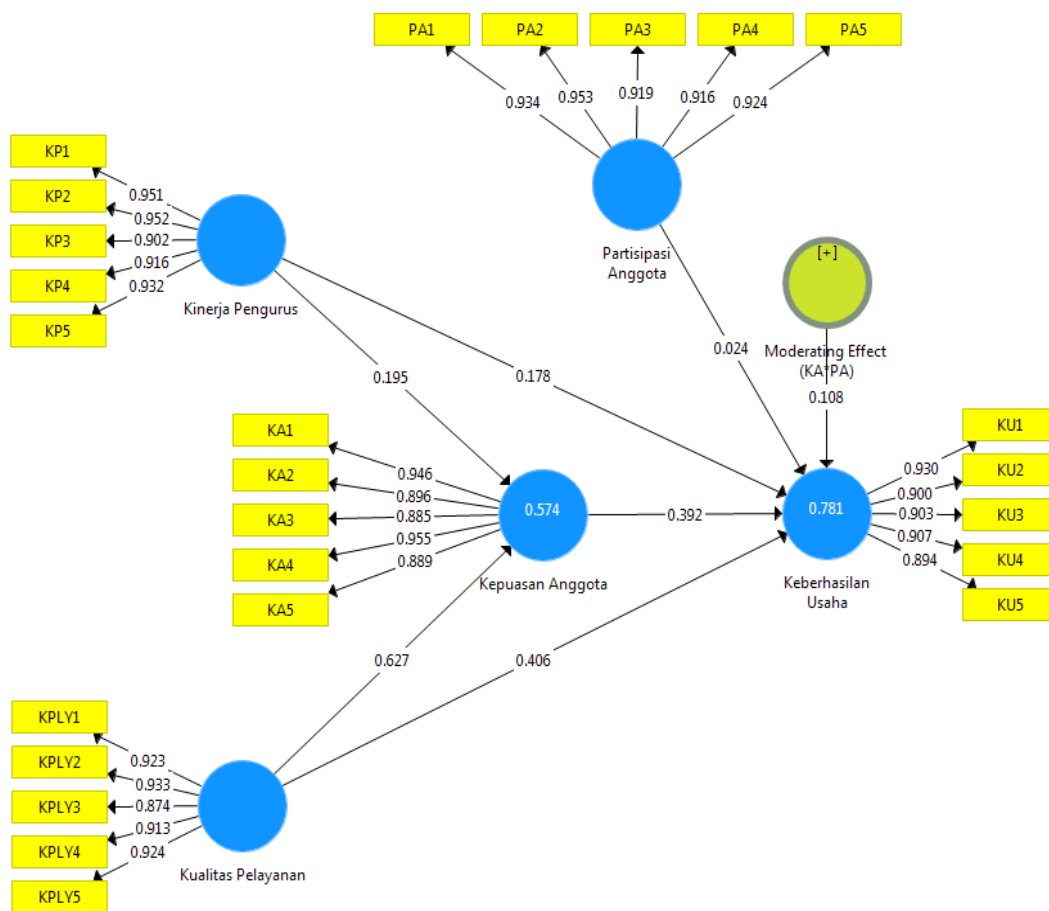 PA1 PA2 PA3 PA4 PA5
0.934 0.953 0.919 0.916 0.924
KP1
KP2
KP3
KP4
KP5
0.951
0.952
0.902
0.916
0.932
Kinerja Pengurus
Partisipasi
Anggota
[+]
Moderating Effect
(KA*PA)
0.195
0.178
0.024
0.108
KA1
KA2
KA3
KA4
KA5
0.946
0.896
0.885
0.955
0.889
0.574
Kepuasan Anggota
0.392
0.781
Keberhasilan
Usaha
0.930
0.900
0.903
0.907
0.894
KU1
KU2
KU3
KU4
KU5
0.627
0.406
KPLY1
KPLY2
KPLY3
KPLY4
KPLY5
0.923
0.933
0.874
0.913
0.924
Kualitas Pelayanan